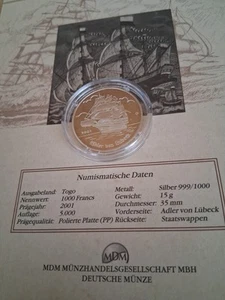 Numismatische Daten
Ausgabeland: Togo Metall: Silber 999/1000
Nennwert: 1000 Francs Gewicht: 15 g
Prägejahr: 2001 Durchmesser: 35 mm
Auflage: 5.000 Vorderseite: Adler von Lübeck
Prägequalität: Polierte Platte (PP) Rückseite: Staatswappen
MDM
MDM MÜNZHANDELSGESELLSCHAFT MBH
DEUTSCHE MÜNZE